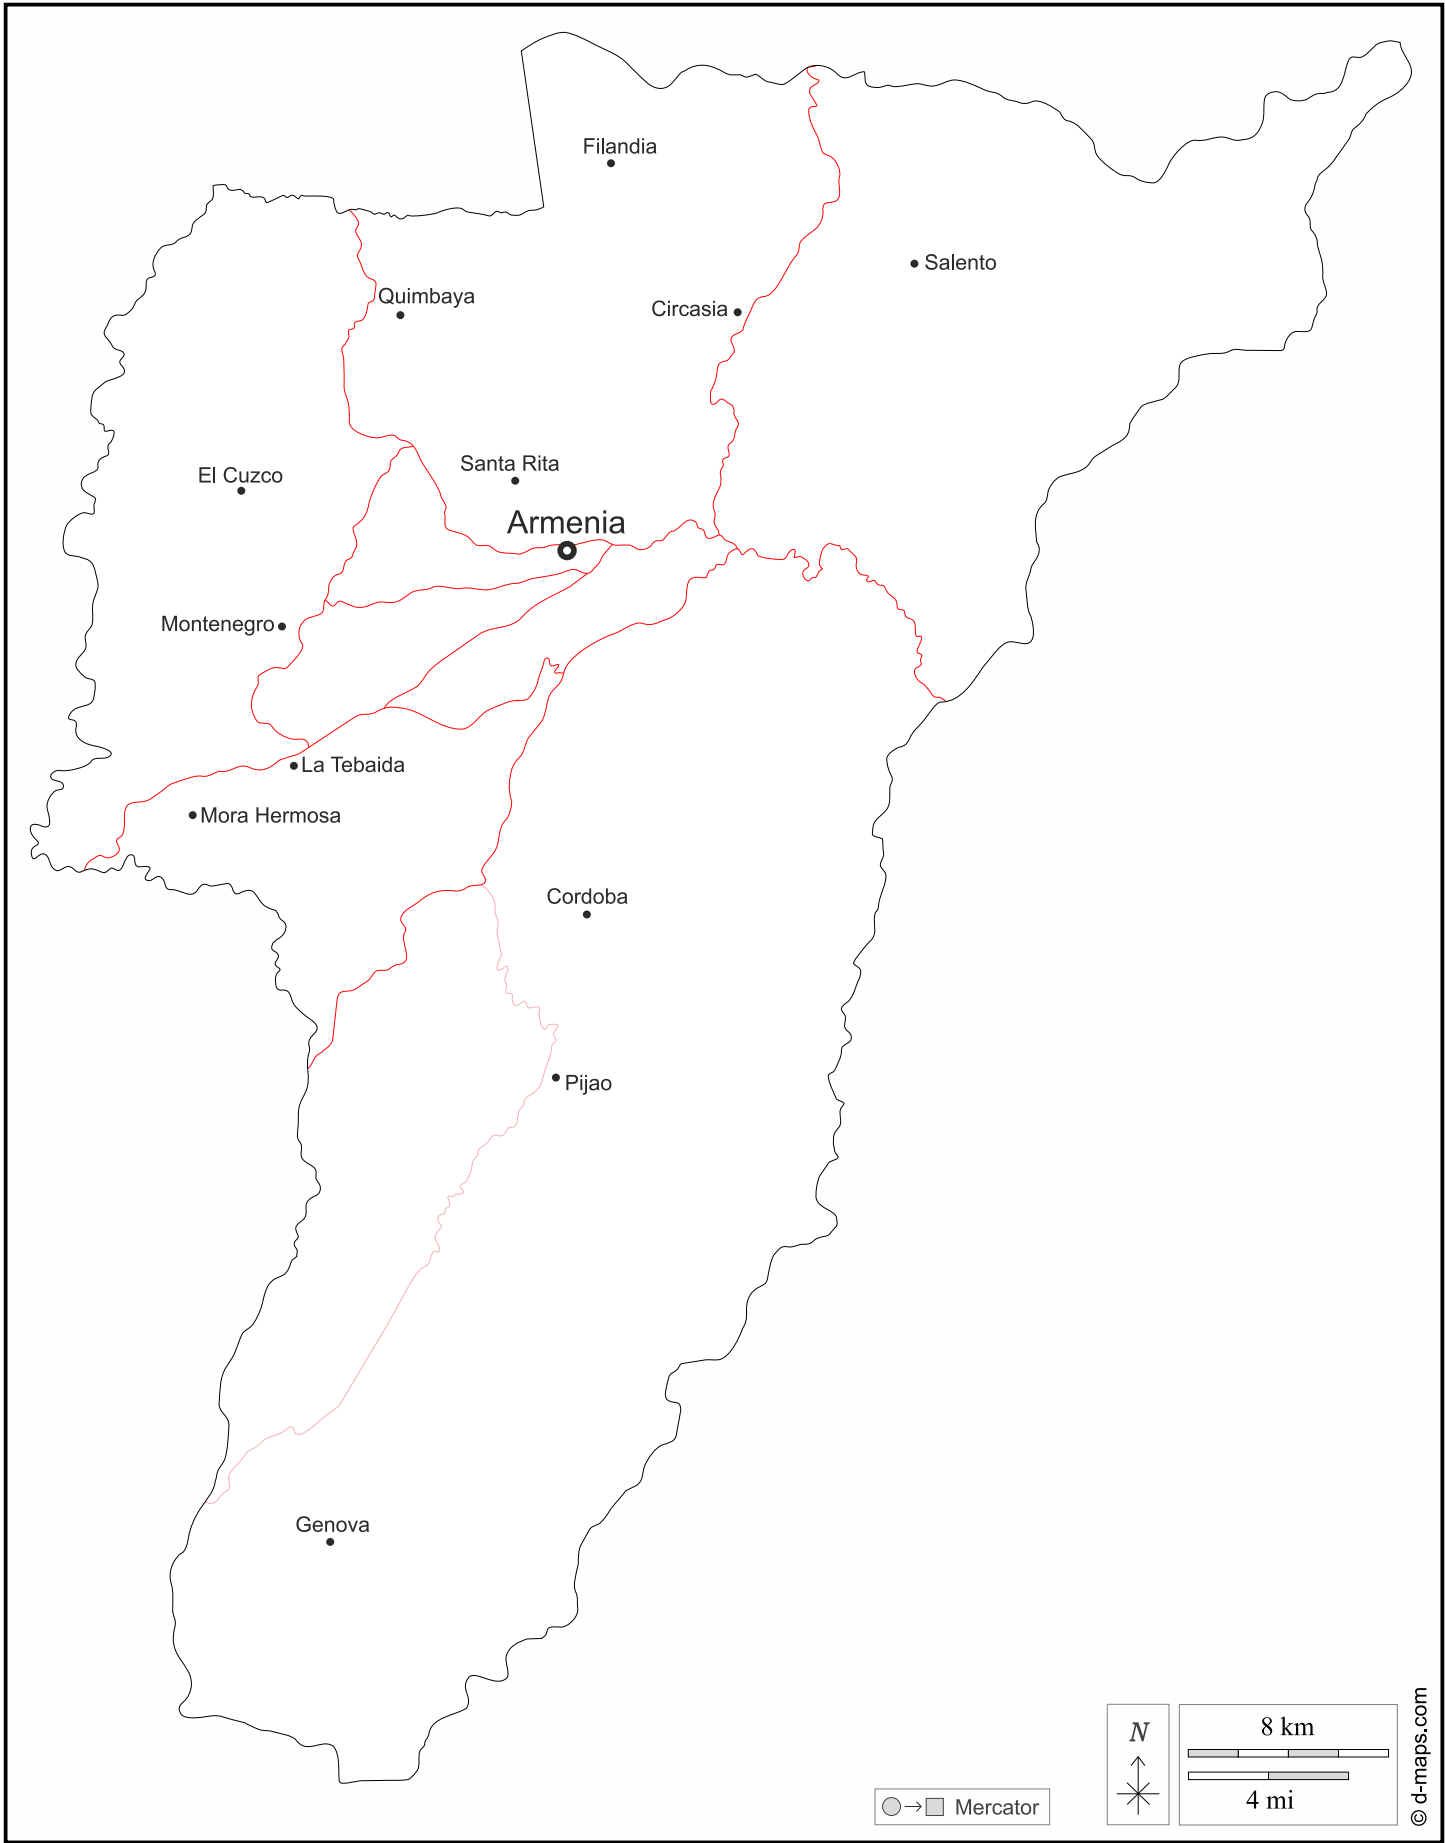 Filandia
Salento
Quimbaya
Circasia
Santa Rita
El Cuzco
Armenia
Montenegro
La Tebaida
Mora Hermosa
Cordoba
Pijao
Genova
N
8 km
4 mi
Mercator
© d-maps.com